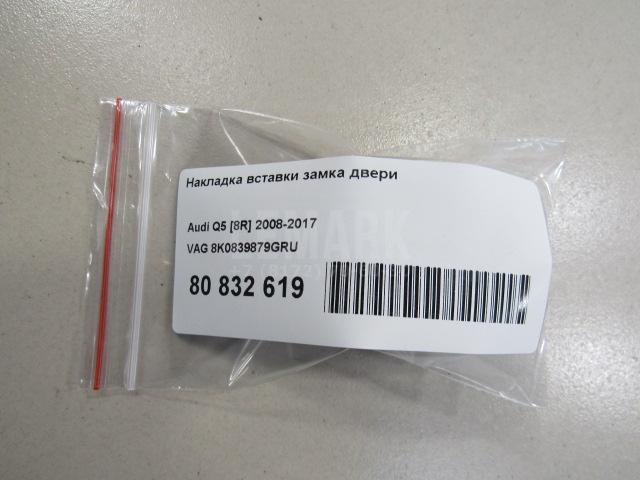 Накладка вставки замка двери
Audi Q5 [8R] 2008-2017
VAG 8K0839879GRU
80 832 619